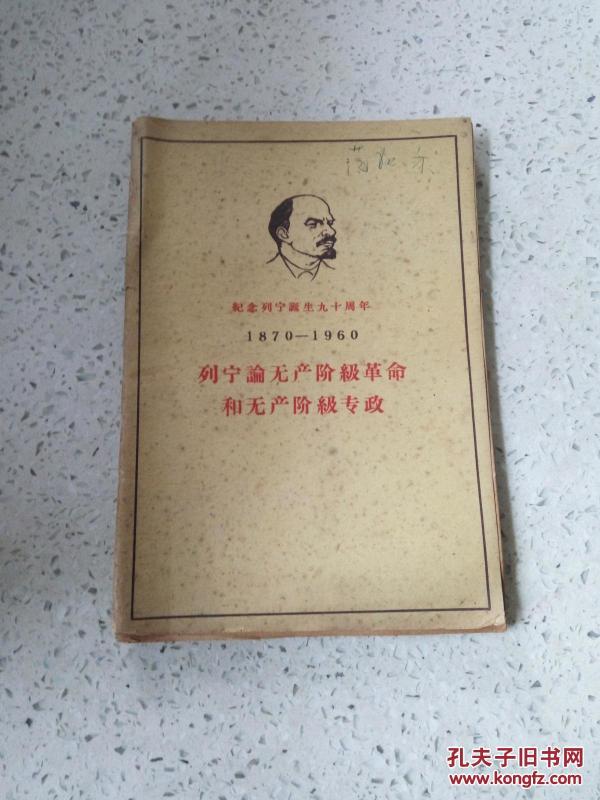 紀念列宁誕生九十周年
1870—1960
列宁論无产阶級革命
和无产阶級专政
孔夫子旧书网
www.kongfz.com